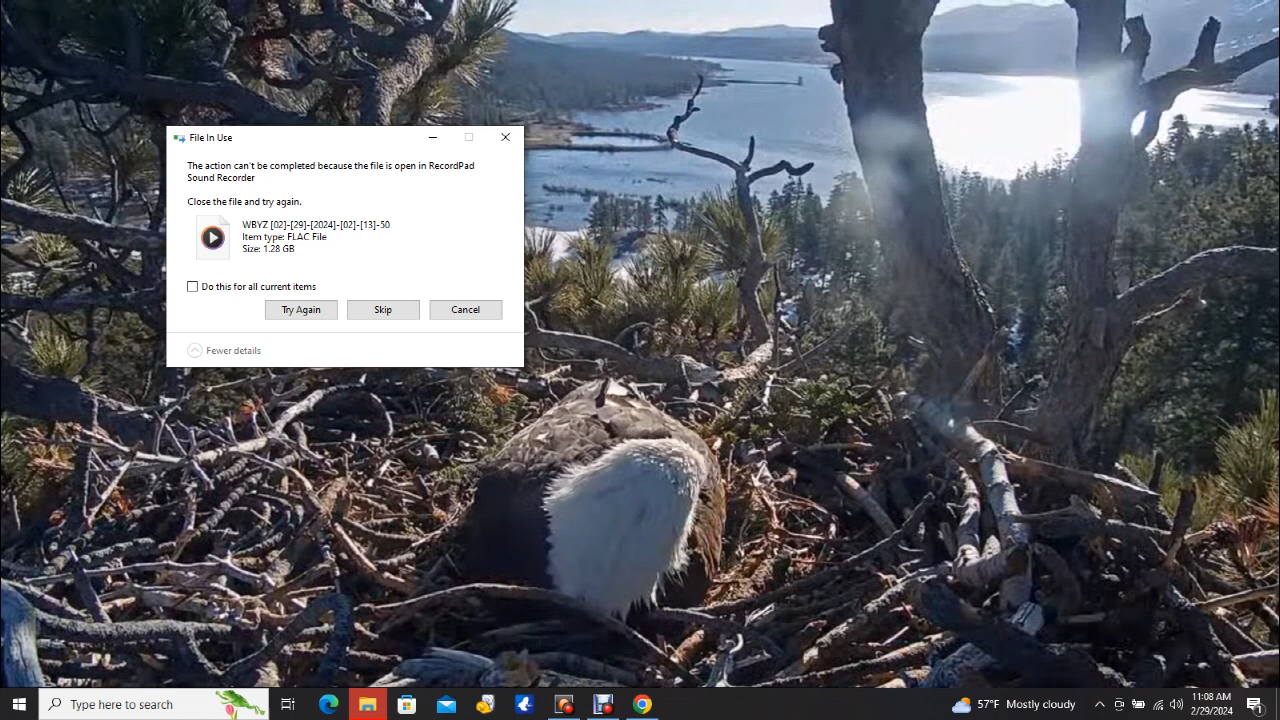 File In Use
The action can't be completed because the file is open in RecordPad
Sound Recorder
Close the file and try again.
WBYZ [02]-[29]-[2024]-[02]-[13]-50
Item type: FLAC File
Size: 1.28 GB
Do this for all current items
Try Again
Skip
Cancel
Fewer details
Type here to search
57°F Mostly cloudy
11:08 AM
2/29/2024
1